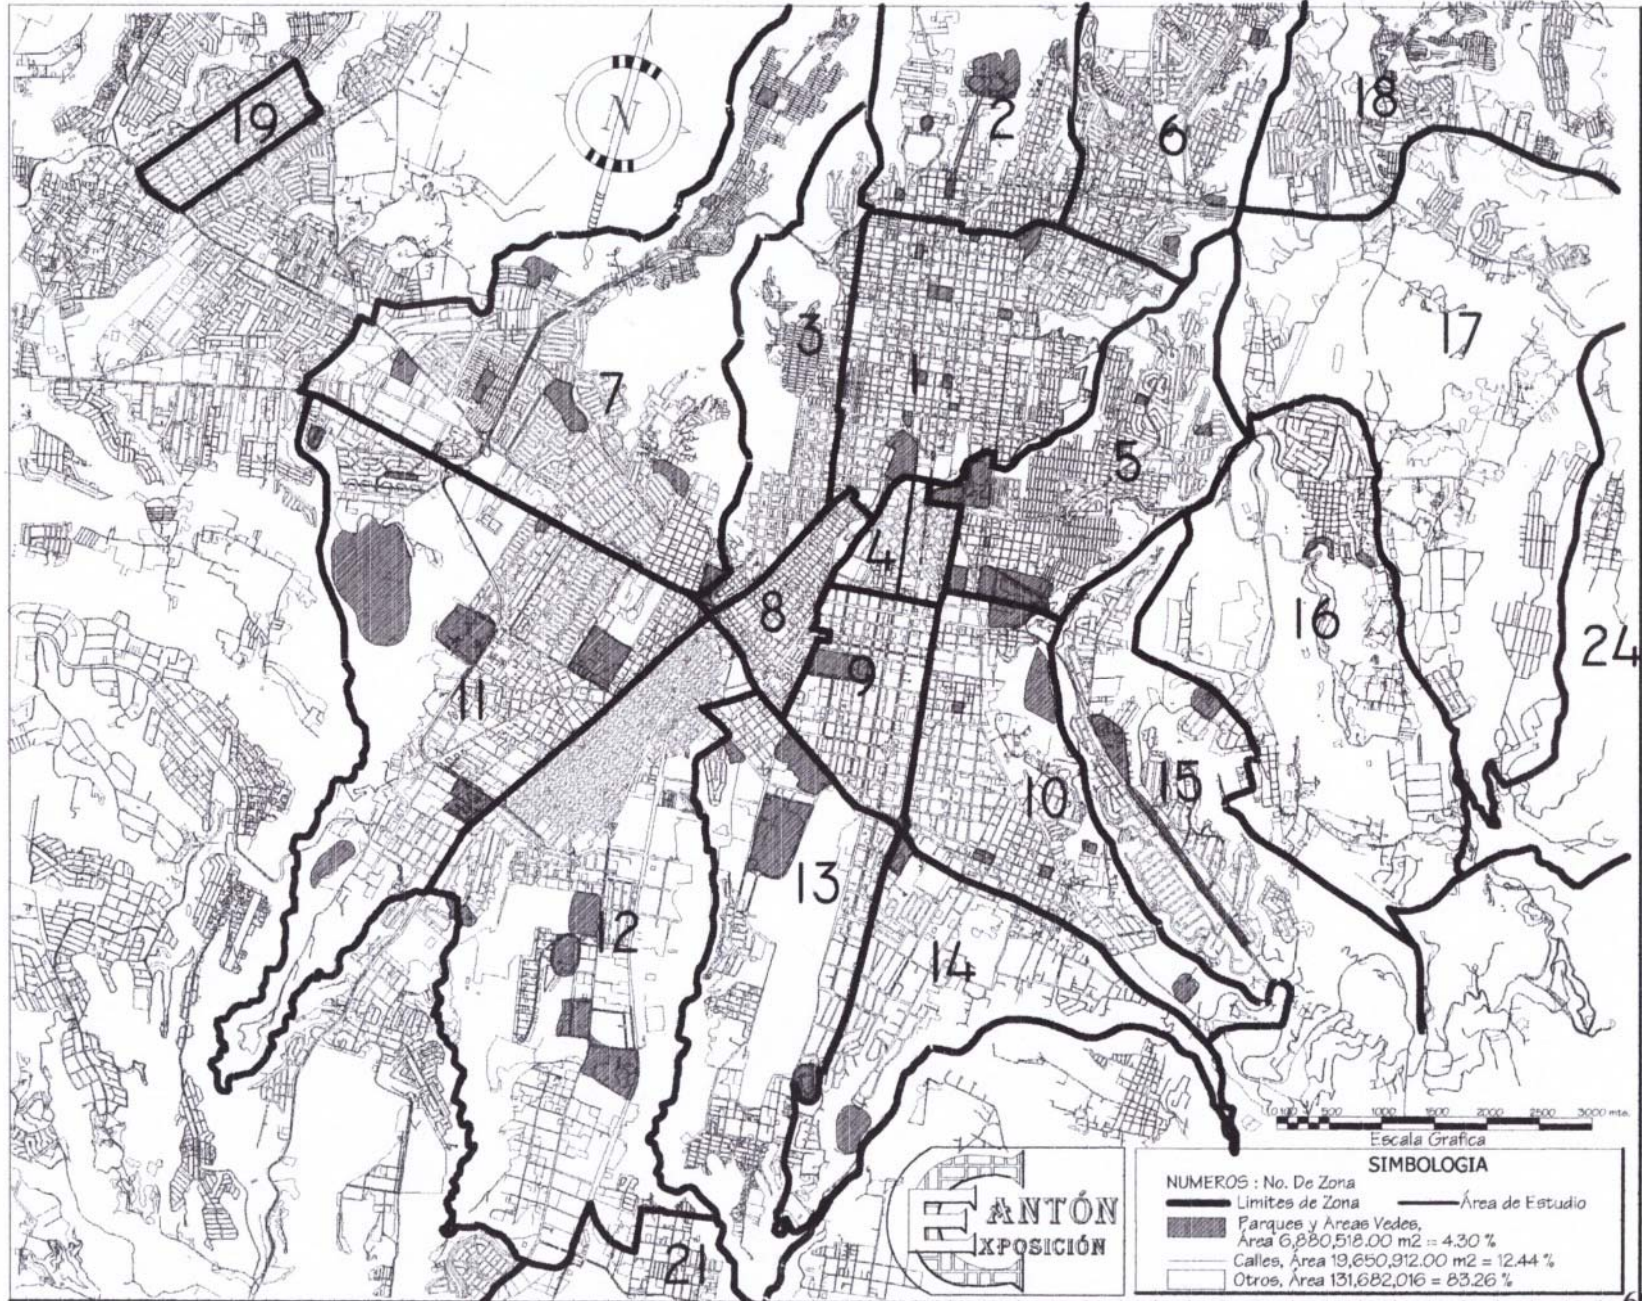 19
N
2
6
18
3
1
7
17
5
4
8
16
24
9
11
10
15
13
12
14
21
0 100 500 1000 1500 2000 2500 3000 mts.
Escala Grafica
SIMBOLOGIA
NUMEROS : No. De Zona
Limites de Zona Área de Estudio
Parques y Areas Vedes,
Área 6,880,518.00 m2 = 4.30 %
Calles, Área 19,650,912.00 m2 = 12.44 %
Otros, Área 131,682,016 = 83.26 %
CANTÓN
EXPOSICIÓN
6